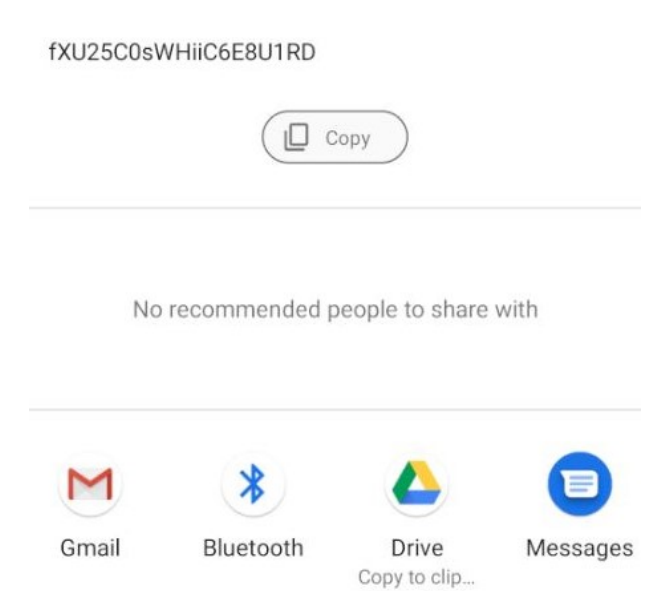 fXU25C0sWHiiC6E8U1RD
Copy
No recommended people to share with
Gmail Bluetooth Drive Messages
Copy to clip...